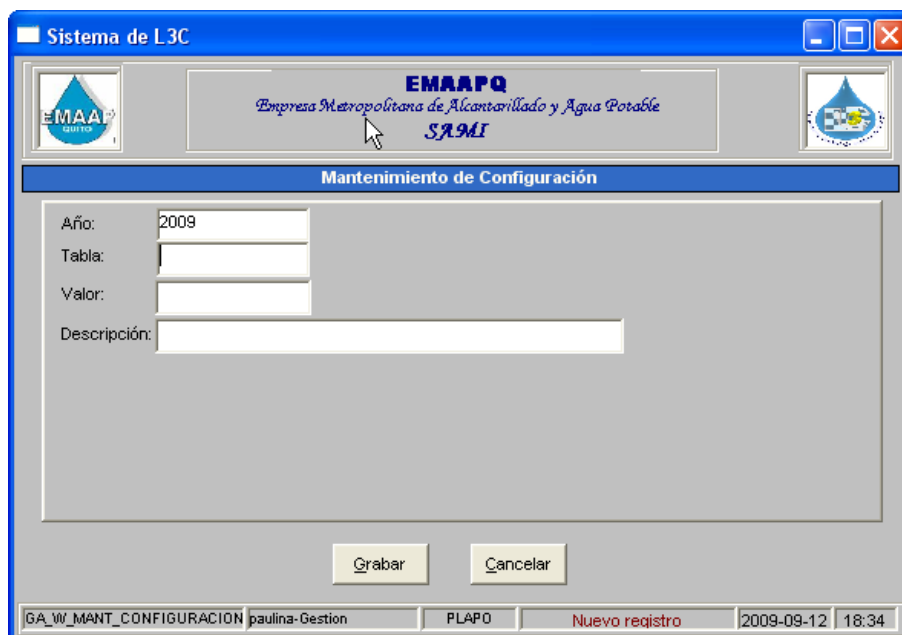 Sistema de L3C
EMAAP
QUITO
EMAAPQ
Empresa Metropolitana de Alcantarillado y Agua Potable
SAMI
Mantenimiento de Configuración
Año: 2009
Tabla:
Valor:
Descripción:
Grabar Cancelar
GA_W_MANT_CONFIGURACION paulina-Gestion PLAPO Nuevo registro 2009-09-12 18:34